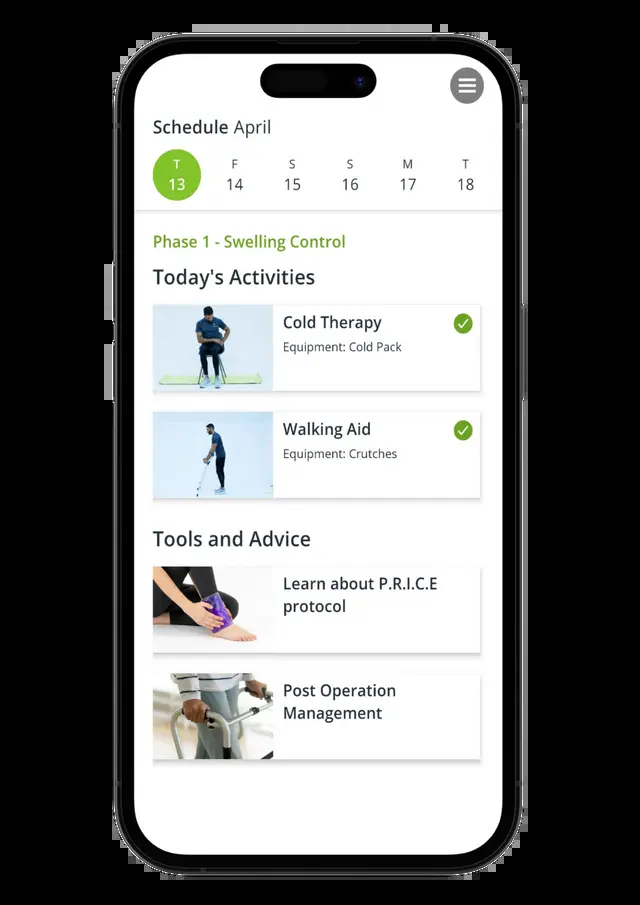 Schedule April
T F S S M T
13 14 15 16 17 18
Phase 1 - Swelling Control
Today's Activities
Cold Therapy
Equipment: Cold Pack
Walking Aid
Equipment: Crutches
Tools and Advice
Learn about P.R.I.C.E
protocol
Post Operation
Management